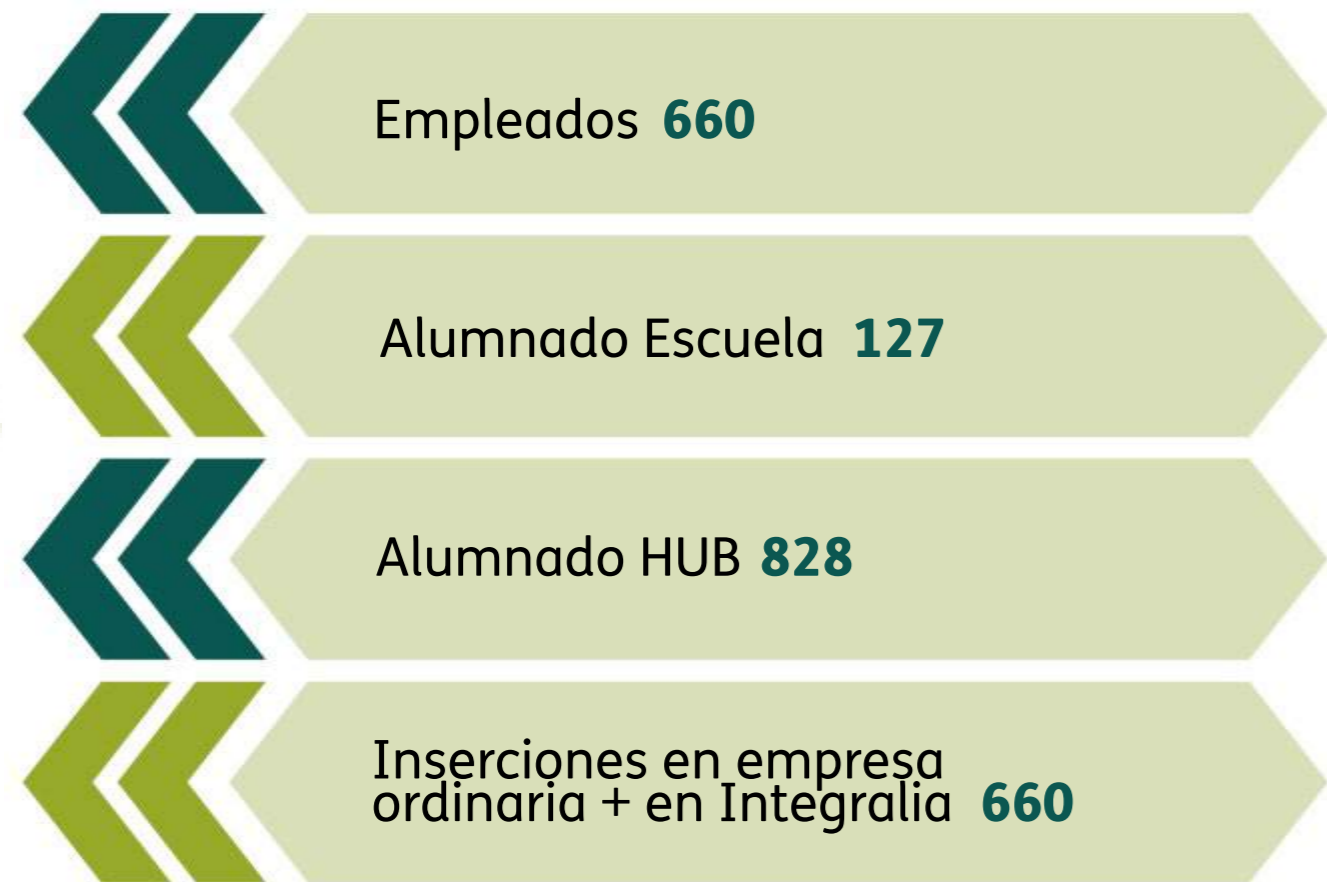 Empleados 660
Alumnado Escuela 127
Alumnado HUB 828
Inserciones en empresa
ordinaria + en Integralia 660